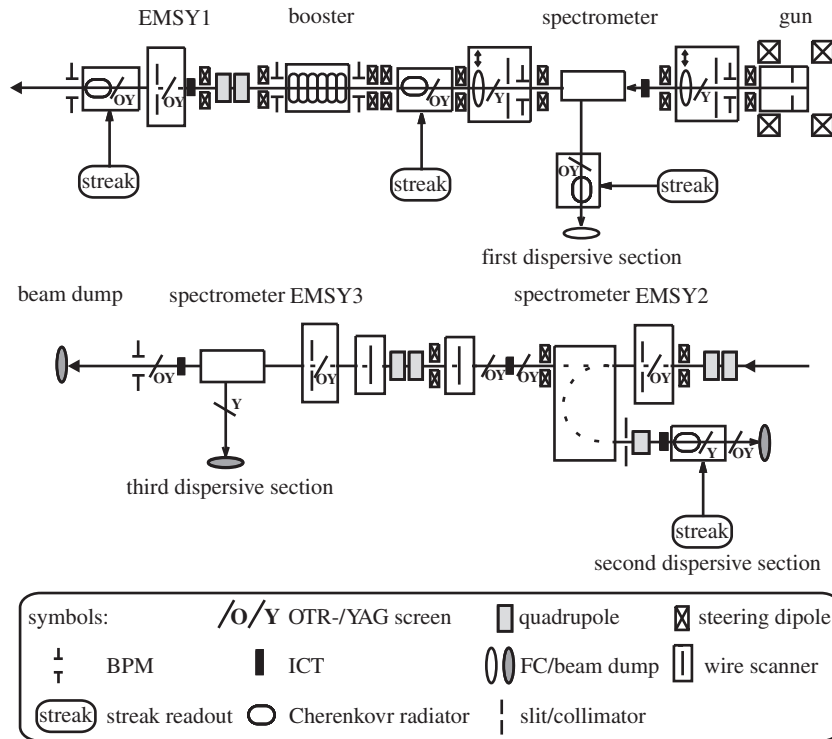 EMSY1 booster spectrometer gun
OY OY OY Y Y
OY
streak streak streak
first dispersive section
beam dump spectrometer EMSY3 spectrometer EMSY2
OY OY OY OY OY
Y
Y OY
third dispersive section
streak
second dispersive section
symbols: /O/Y OTR-/YAG screen quadrupole steering dipole
BPM ICT FC/beam dump wire scanner
streak streak readout Cherenkovr radiator slit/collimator